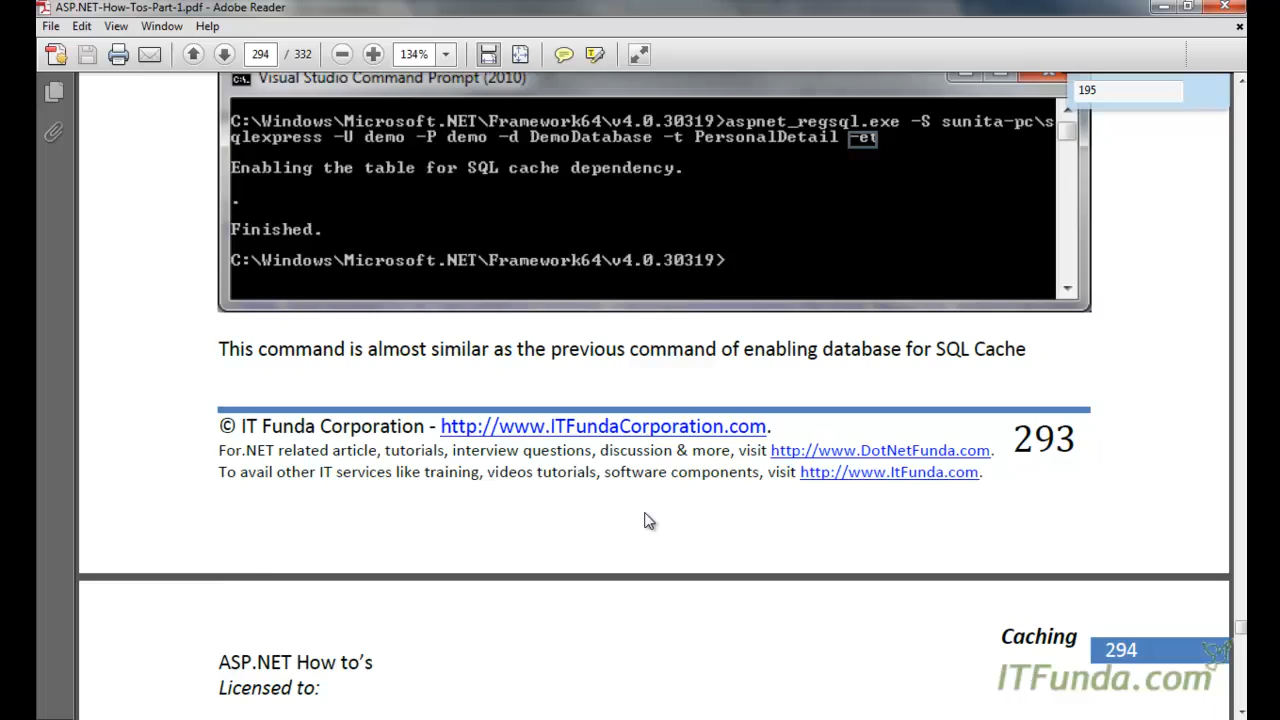 ASP.NET-How-Tos-Part-1.pdf - Adobe Reader
File Edit View Window Help
294 / 332 134%
Visual Studio Command Prompt (2010)
195
C:\Windows\Microsoft.NET\Framework64\v4.0.30319>aspnet_regsql.exe -S sunita-pc\s
qlexpress -U demo -P demo -d DemoDatabase -t PersonalDetail -et
Enabling the table for SQL cache dependency.
.
Finished.
C:\Windows\Microsoft.NET\Framework64\v4.0.30319>
This command is almost similar as the previous command of enabling database for SQL Cache
© IT Funda Corporation - http://www.ITFundaCorporation.com.
293
For.NET related article, tutorials, interview questions, discussion & more, visit http://www.DotNetFunda.com.
To avail other IT services like training, videos tutorials, software components, visit http://www.ItFunda.com.
Caching
294
ASP.NET How to's
ITFunda.com
Licensed to: